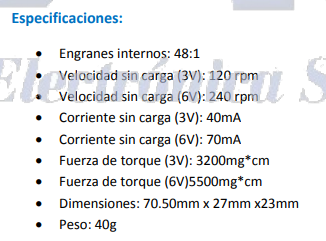 Especificaciones:
Engranes internos: 48:1
Velocidad sin carga (3V): 120 rpm
Velocidad sin carga (6V): 240 rpm
Electrónica S
Corriente sin carga (3V): 40mA
Corriente sin carga (6V): 70mA
Fuerza de torque (3V): 3200mg*cm
Fuerza de torque (6V)5500mg*cm
Dimensiones: 70.50mm x 27mm x23mm
Peso: 40g